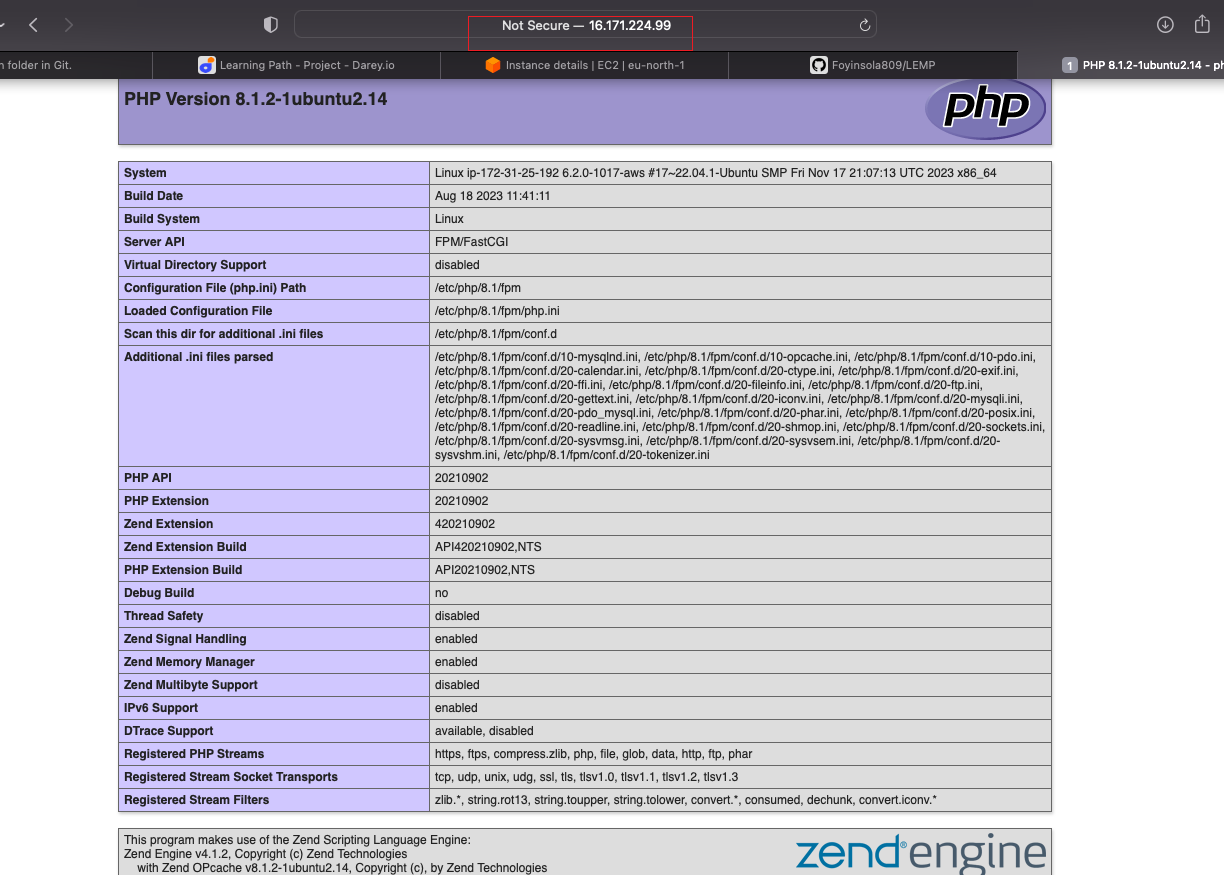 Not Secure — 16.171.224.99
n folder in Git.
Learning Path - Project - Darey.io
Instance details | EC2 | eu-north-1
Foyinsola809/LEMP
1 PHP 8.1.2-1ubuntu2.14 - ph
PHP Version 8.1.2-1ubuntu2.14
php
System Linux ip-172-31-25-192 6.2.0-1017-aws #17~22.04.1-Ubuntu SMP Fri Nov 17 21:07:13 UTC 2023 x86_64
Build Date Aug 18 2023 11:41:11
Build System Linux
Server API FPM/FastCGI
Virtual Directory Support disabled
Configuration File (php.ini) Path /etc/php/8.1/fpm
Loaded Configuration File /etc/php/8.1/fpm/php.ini
Scan this dir for additional .ini files /etc/php/8.1/fpm/conf.d
Additional .ini files parsed /etc/php/8.1/fpm/conf.d/10-mysqlnd.ini, /etc/php/8.1/fpm/conf.d/10-opcache.ini, /etc/php/8.1/fpm/conf.d/10-pdo.ini,
/etc/php/8.1/fpm/conf.d/20-calendar.ini, /etc/php/8.1/fpm/conf.d/20-ctype.ini, /etc/php/8.1/fpm/conf.d/20-exif.ini,
/etc/php/8.1/fpm/conf.d/20-ffi.ini, /etc/php/8.1/fpm/conf.d/20-fileinfo.ini, /etc/php/8.1/fpm/conf.d/20-ftp.ini,
/etc/php/8.1/fpm/conf.d/20-gettext.ini, /etc/php/8.1/fpm/conf.d/20-iconv.ini, /etc/php/8.1/fpm/conf.d/20-mysqli.ini,
/etc/php/8.1/fpm/conf.d/20-pdo_mysql.ini, /etc/php/8.1/fpm/conf.d/20-phar.ini, /etc/php/8.1/fpm/conf.d/20-posix.ini,
/etc/php/8.1/fpm/conf.d/20-readline.ini, /etc/php/8.1/fpm/conf.d/20-shmop.ini, /etc/php/8.1/fpm/conf.d/20-sockets.ini,
/etc/php/8.1/fpm/conf.d/20-sysvmsg.ini, /etc/php/8.1/fpm/conf.d/20-sysvsem.ini, /etc/php/8.1/fpm/conf.d/20-
sysvshm.ini, /etc/php/8.1/fpm/conf.d/20-tokenizer.ini
PHP API 20210902
PHP Extension 20210902
Zend Extension 420210902
Zend Extension Build API420210902,NTS
PHP Extension Build API20210902,NTS
Debug Build no
Thread Safety disabled
Zend Signal Handling enabled
Zend Memory Manager enabled
Zend Multibyte Support disabled
IPv6 Support enabled
DTrace Support available, disabled
Registered PHP Streams https, ftps, compress.zlib, php, file, glob, data, http, ftp, phar
Registered Stream Socket Transports tcp, udp, unix, udg, ssl, tls, tlsv1.0, tlsv1.1, tlsv1.2, tlsv1.3
Registered Stream Filters zlib.*, string.rot13, string.toupper, string.tolower, convert.*, consumed, dechunk, convert.iconv.*
This program makes use of the Zend Scripting Language Engine:
Zend Engine v4.1.2, Copyright (c) Zend Technologies
with Zend OPcache v8.1.2-1ubuntu2.14, Copyright (c), by Zend Technologies
zend®engine